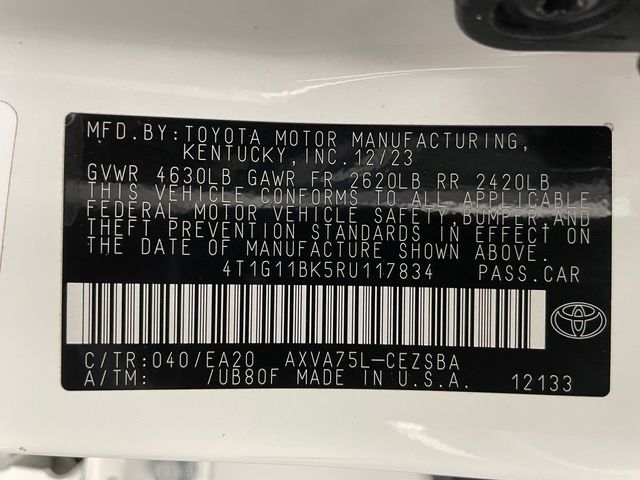 MFD.BY:TOYOTA MOTOR MANUFACTURING,
KENTUCKY,INC.12/23
GVWR 4630LB GAWR FR 2620LB RR 2420LB
THIS VEHICLE CONFORMS TO ALL APPLICABLE
FEDERAL MOTOR VEHICLE SAFETY BUMPER AND
THEFT PREVENTION STANDARDS IN EFFECT ON
THE DATE OF MANUFACTURE SHOWN ABOVE.
4T1G11BK5RU117834 PASS.CAR
C/TR:040/EA20 AXVA75L-CEZSBA
A/TM: /UB80F MADE IN U.S.A. 12133